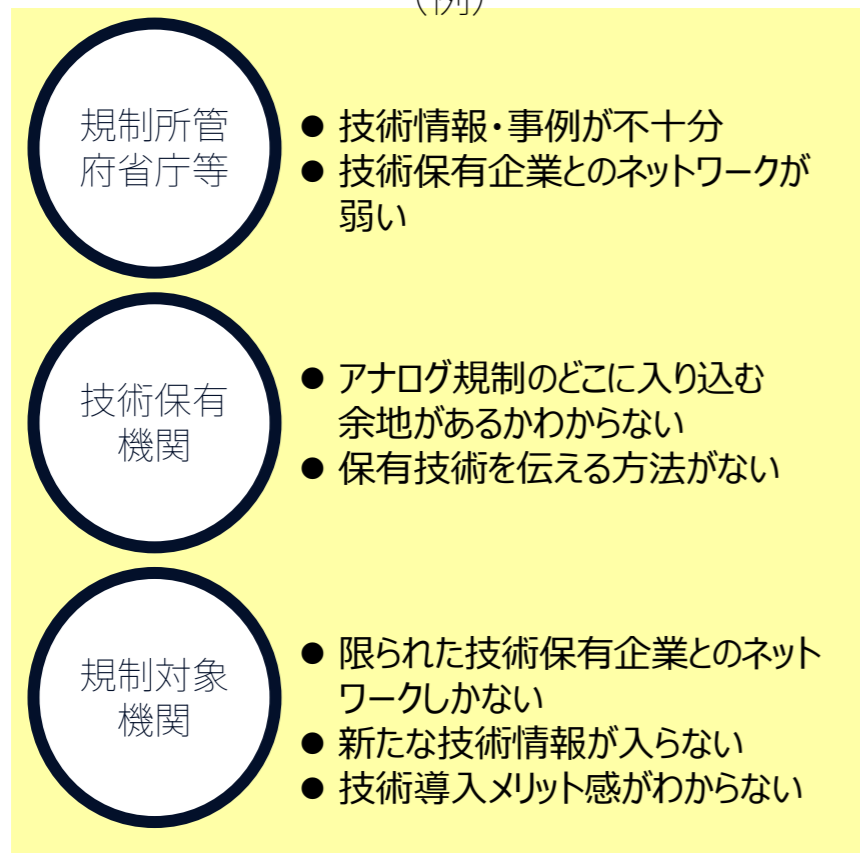 （例）
規制所管
府省庁等
● 技術情報・事例が不十分
● 技術保有企業とのネットワークが
弱い
技術保有
機関
● アナログ規制のどこに入り込む
余地があるかわからない
● 保有技術を伝える方法がない
規制対象
機関
● 限られた技術保有企業とのネット
ワークしかない
● 新たな技術情報が入らない
● 技術導入メリット感がわからない